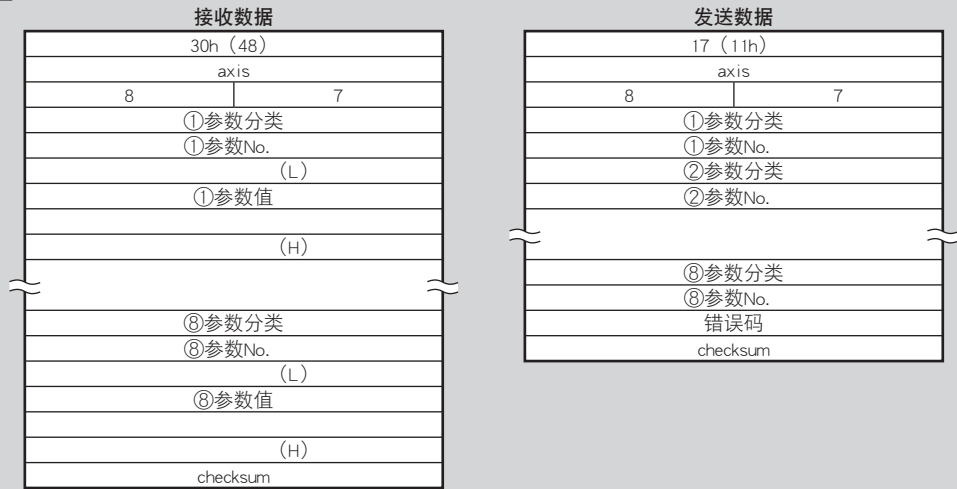 接收数据
30h（48）
axis
8 7
①参数分类
①参数No.
（L）
①参数值
（H）
⑧参数分类
⑧参数No.
（L）
⑧参数值
（H）
checksum
发送数据
17（11h）
axis
8 7
①参数分类
①参数No.
②参数分类
②参数No.
⑧参数分类
⑧参数No.
错误码
checksum